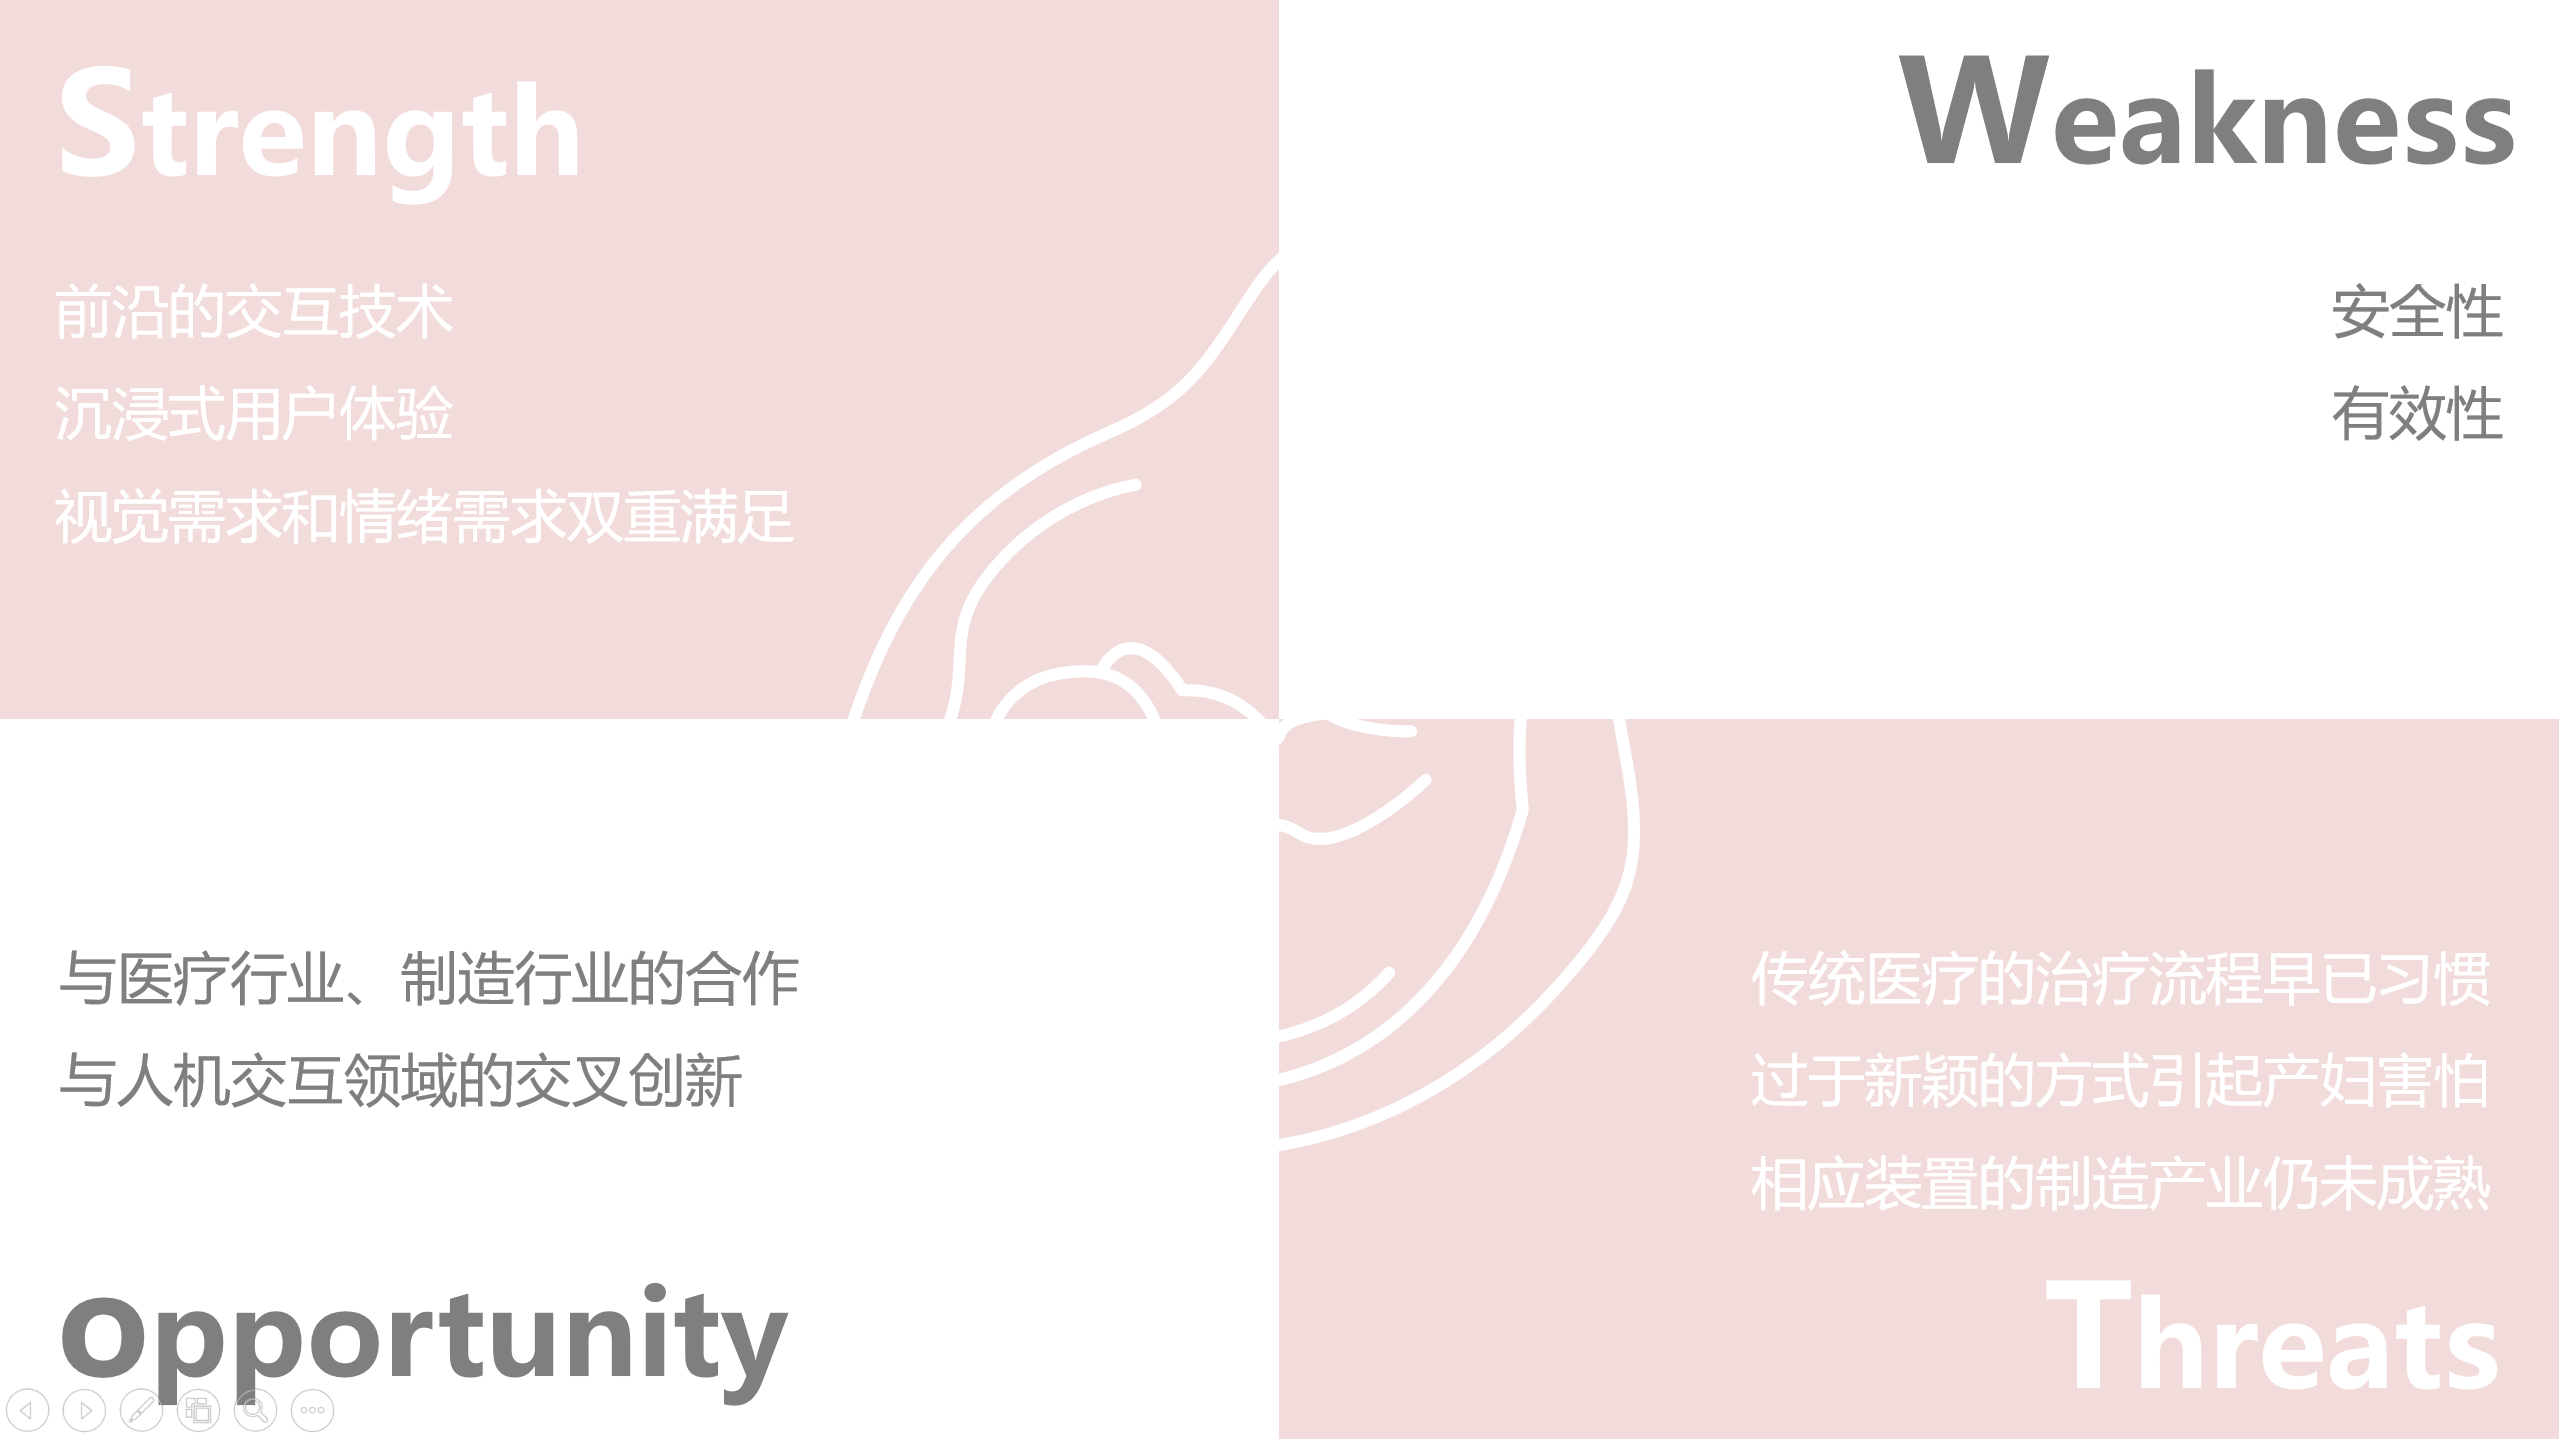 Strength
前沿的交互技术
沉浸式用户体验
视觉需求和情绪需求双重满足
Weakness
安全性
有效性
与医疗行业、制造行业的合作
与人机交互领域的交叉创新
opportunity
传统医疗的治疗流程早已习惯
过于新颖的方式引起产妇害怕
相应装置的制造产业仍未成熟
Threats